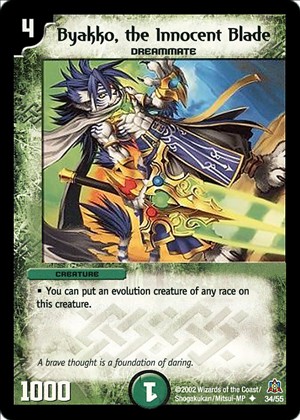 4
Byakko, the Innocent Blade
DREAMMATE
CREATURE
▪ You can put an evolution creature of any race on
this creature.
A brave thought is a foundation of daring.
1000
1
©2002 Wizards of the Coast/
Shogakukan/Mitsui-MP ♦ 34/55